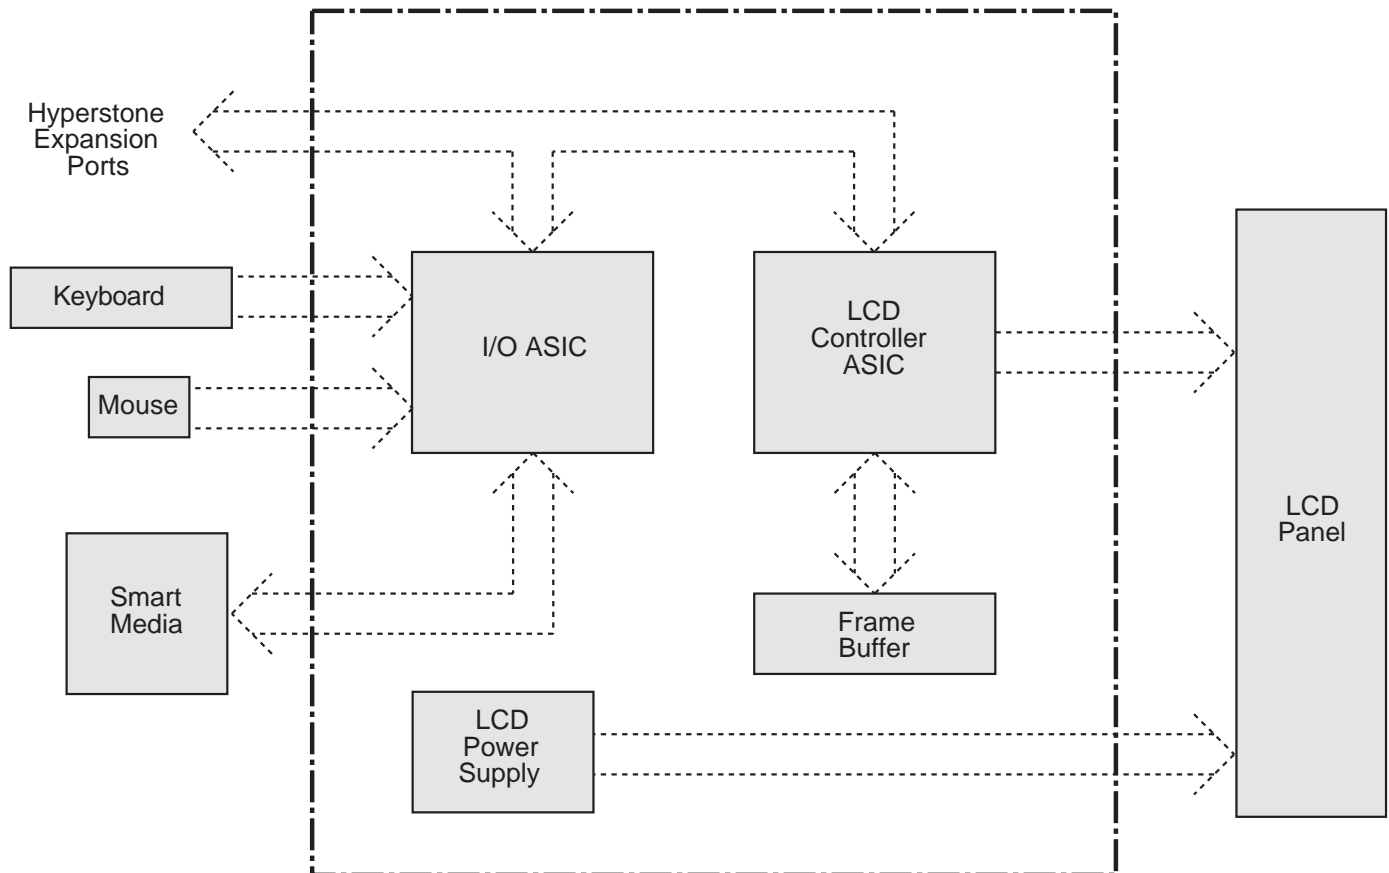 Hyperstone
Expansion
Ports
Keyboard
I/O ASIC
LCD
Controller
ASIC
Mouse
LCD
Panel
Smart
Media
Frame
Buffer
LCD
Power
Supply